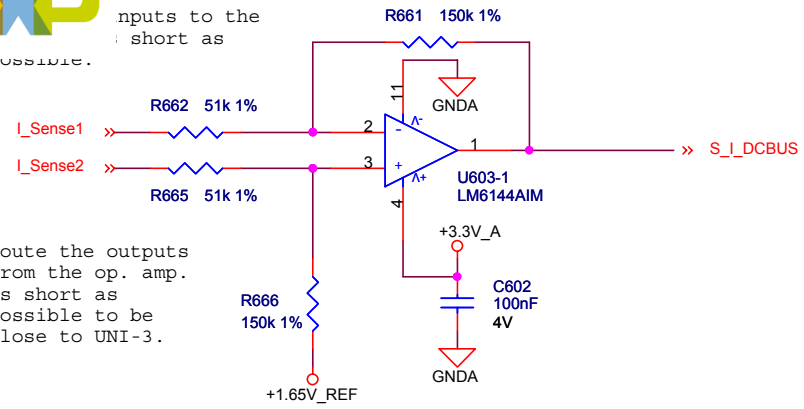 nputs to the
short as
ossible.
R661 150k 1%
11
V-
GNDA
R662 51k 1%
I_Sense1
2
-
I_Sense2
3
+
1
S_I_DCBUS
V+
R665 51k 1%
4
U603-1
LM6144AIM
+3.3V_A
oute the outputs
rom the op. amp.
s short as
ossible to be
lose to UNI-3.
R666
150k 1%
C602
100nF
4V
GNDA
+1.65V_REF